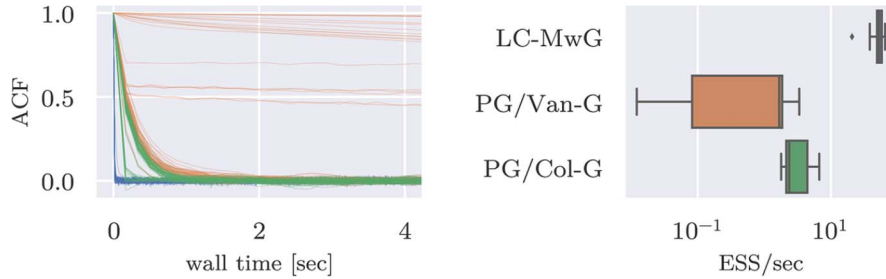 1.0
0.5
0.0
ACF
0
2
4
wall time [sec]
LC-MwG
PG/Van-G
PG/Col-G
10⁻¹
10¹
ESS/sec